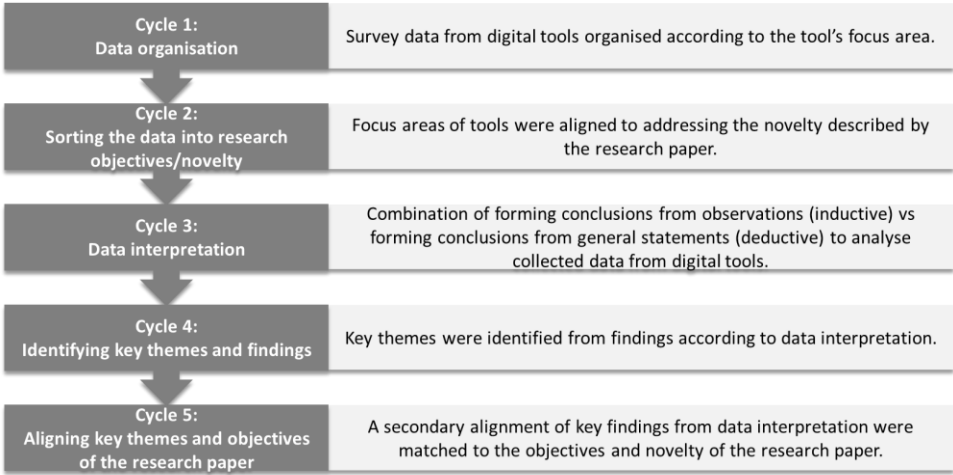 Cycle 1:
Data organisation
Survey data from digital tools organised according to the tool's focus area.
Cycle 2:
Sorting the data into research
objectives/novelty
Focus areas of tools were aligned to addressing the novelty described by
the research paper.
Cycle 3:
Data interpretation
Combination of forming conclusions from observations (inductive) vs
forming conclusions from general statements (deductive) to analyse
collected data from digital tools.
Cycle 4:
Identifying key themes and findings
Key themes were identified from findings according to data interpretation.
Cycle 5:
Aligning key themes and objectives
of the research paper
A secondary alignment of key findings from data interpretation were
matched to the objectives and novelty of the research paper.